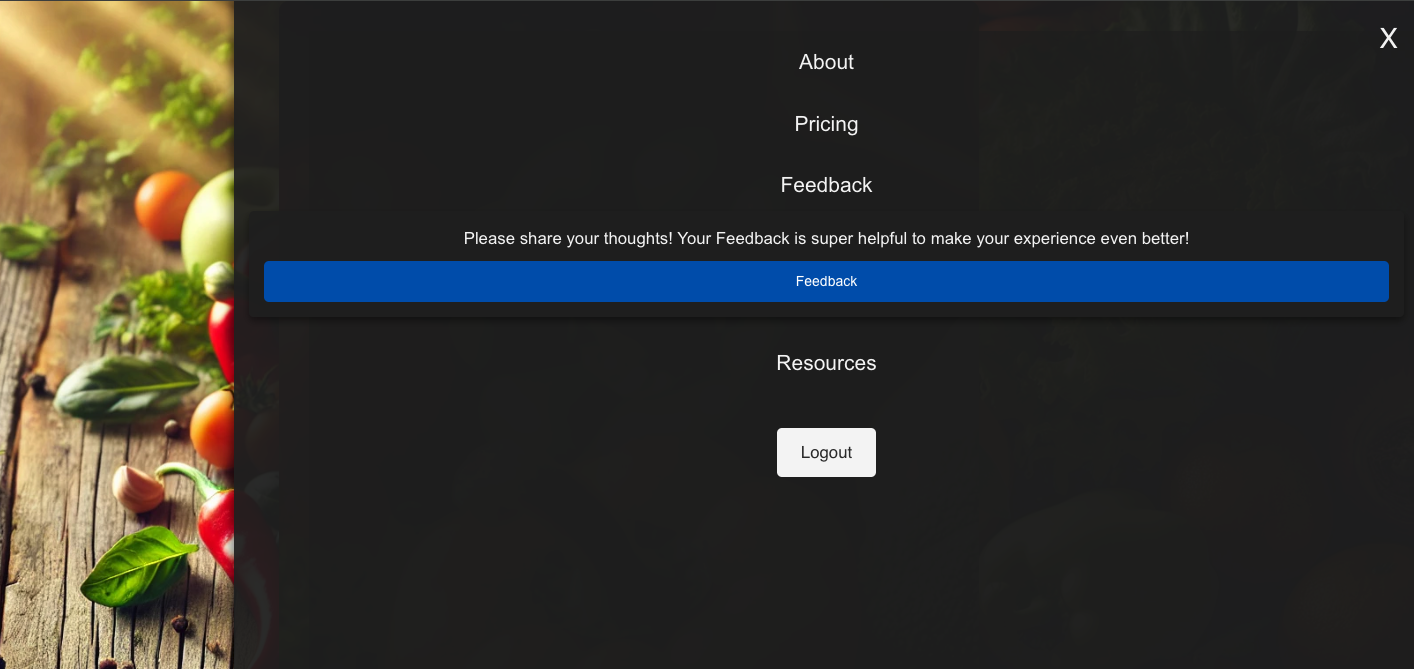 X
About
Pricing
Feedback
Please share your thoughts! Your Feedback is super helpful to make your experience even better!
Feedback
Resources
Logout